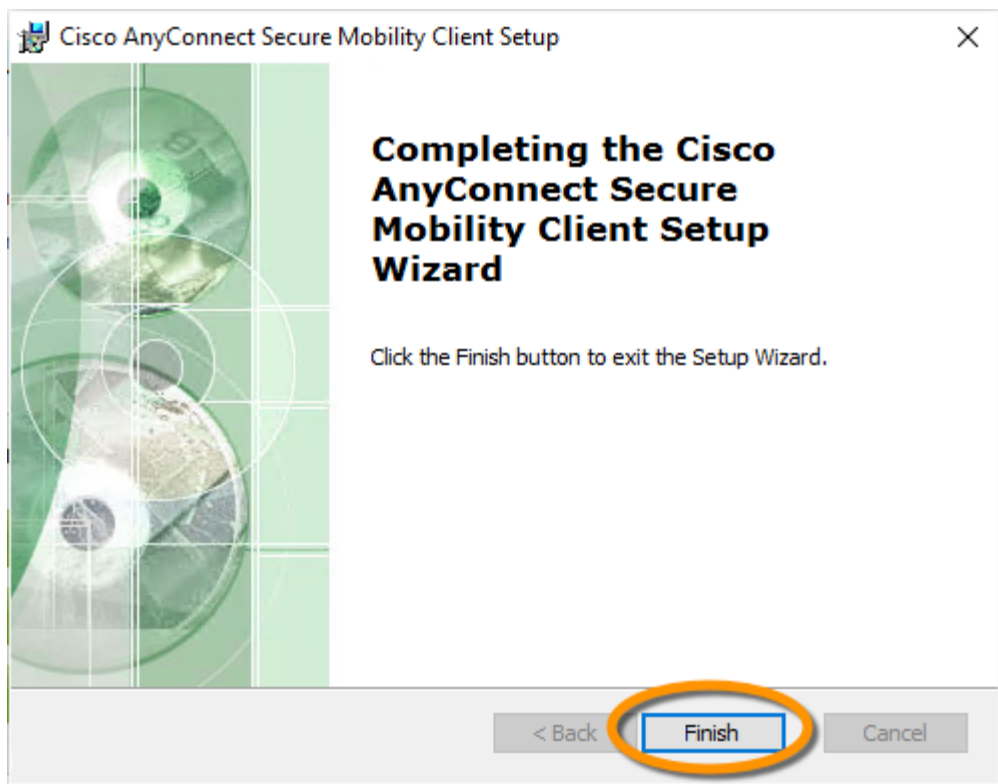 Cisco AnyConnect Secure Mobility Client Setup
Completing the Cisco
AnyConnect Secure
Mobility Client Setup
Wizard
Click the Finish button to exit the Setup Wizard.
< Back Finish Cancel